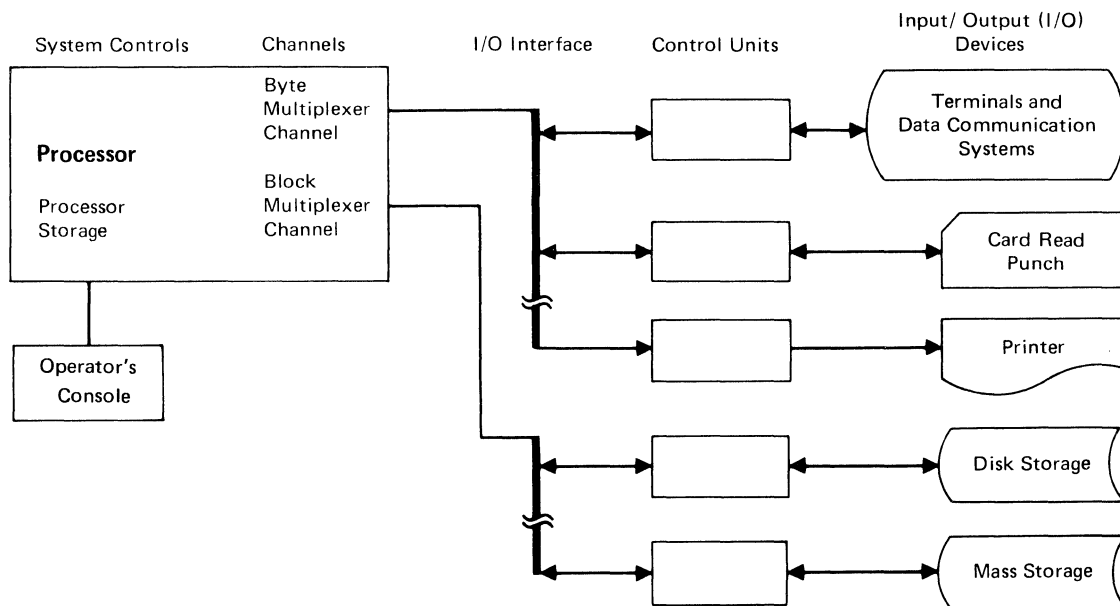 Input/ Output (I/O)
System Controls
Channels
I/O Interface
Control Units
Devices
Byte
Multiplexer
Channel
Processor
Block
Multiplexer
Channel
Processor
Storage
Operator's
Console
Terminals and
Data Communication
Systems
Card Read
Punch
Printer
Disk Storage
Mass Storage